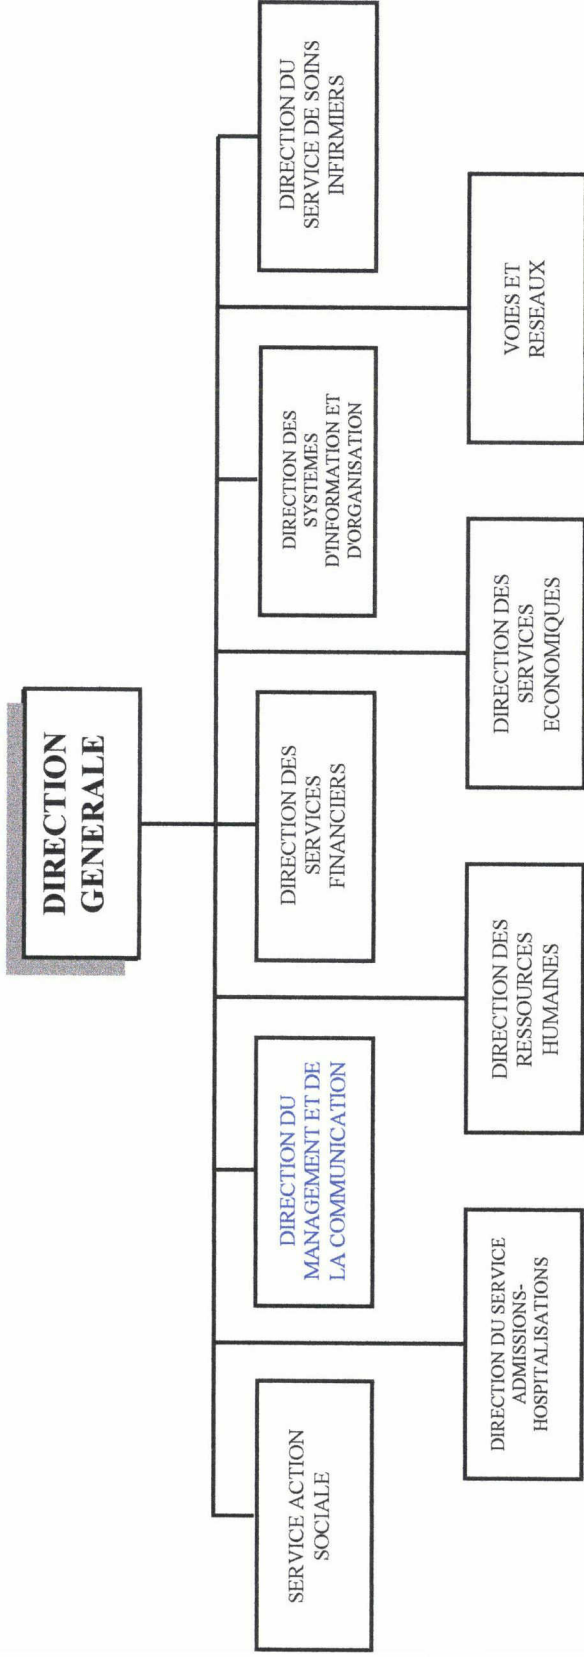 DIRECTION
GENERALE
SERVICE ACTION
SOCIALE
DIRECTION DU
MANAGEMENT ET DE
LA COMMUNICATION
DIRECTION DES
SERVICES
FINANCIERS
DIRECTION DES
SYSTEMES
D'INFORMATION ET
D'ORGANISATION
DIRECTION DU
SERVICE DE SOINS
INFIRMIERS
DIRECTION DU SERVICE
ADMISSIONS-
HOSPITALISATIONS
DIRECTION DES
RESSOURCES
HUMAINES
DIRECTION DES
SERVICES
ECONOMIQUES
VOIES ET
RESEAUX